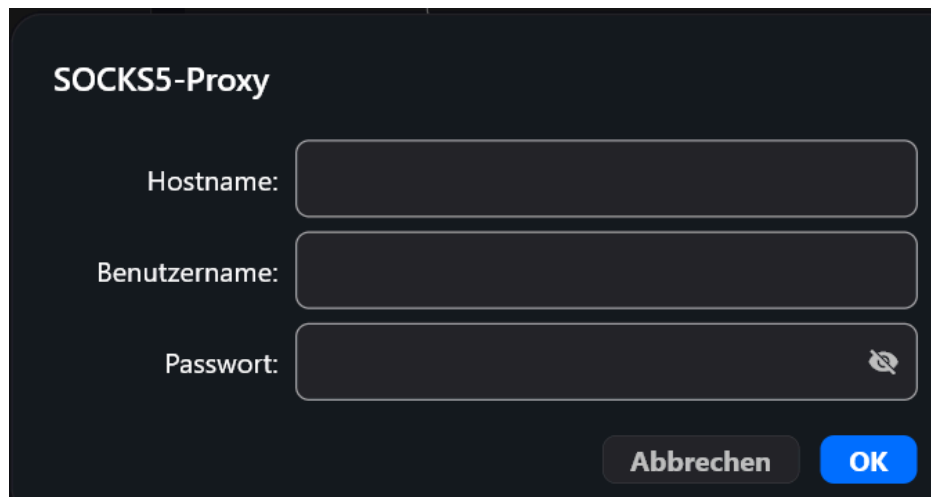 SOCKS5-Proxy
Hostname:
Benutzername:
Passwort:
Abbrechen OK